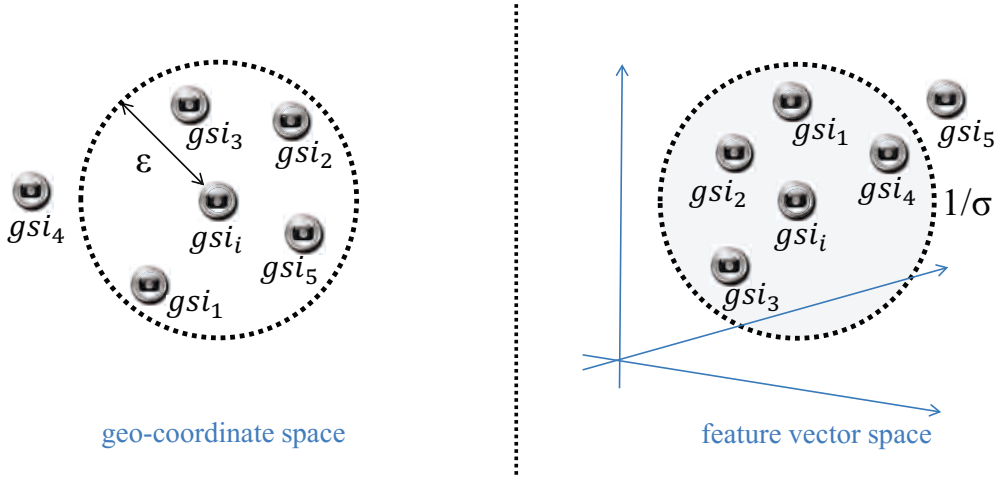 gsi₃
gsi₂
ε
gsi₄
gsiᵢ
gsi₅
gsi₁
geo-coordinate space
gsi₁
gsi₅
gsi₂
gsi₄
1/σ
gsiᵢ
gsi₃
feature vector space